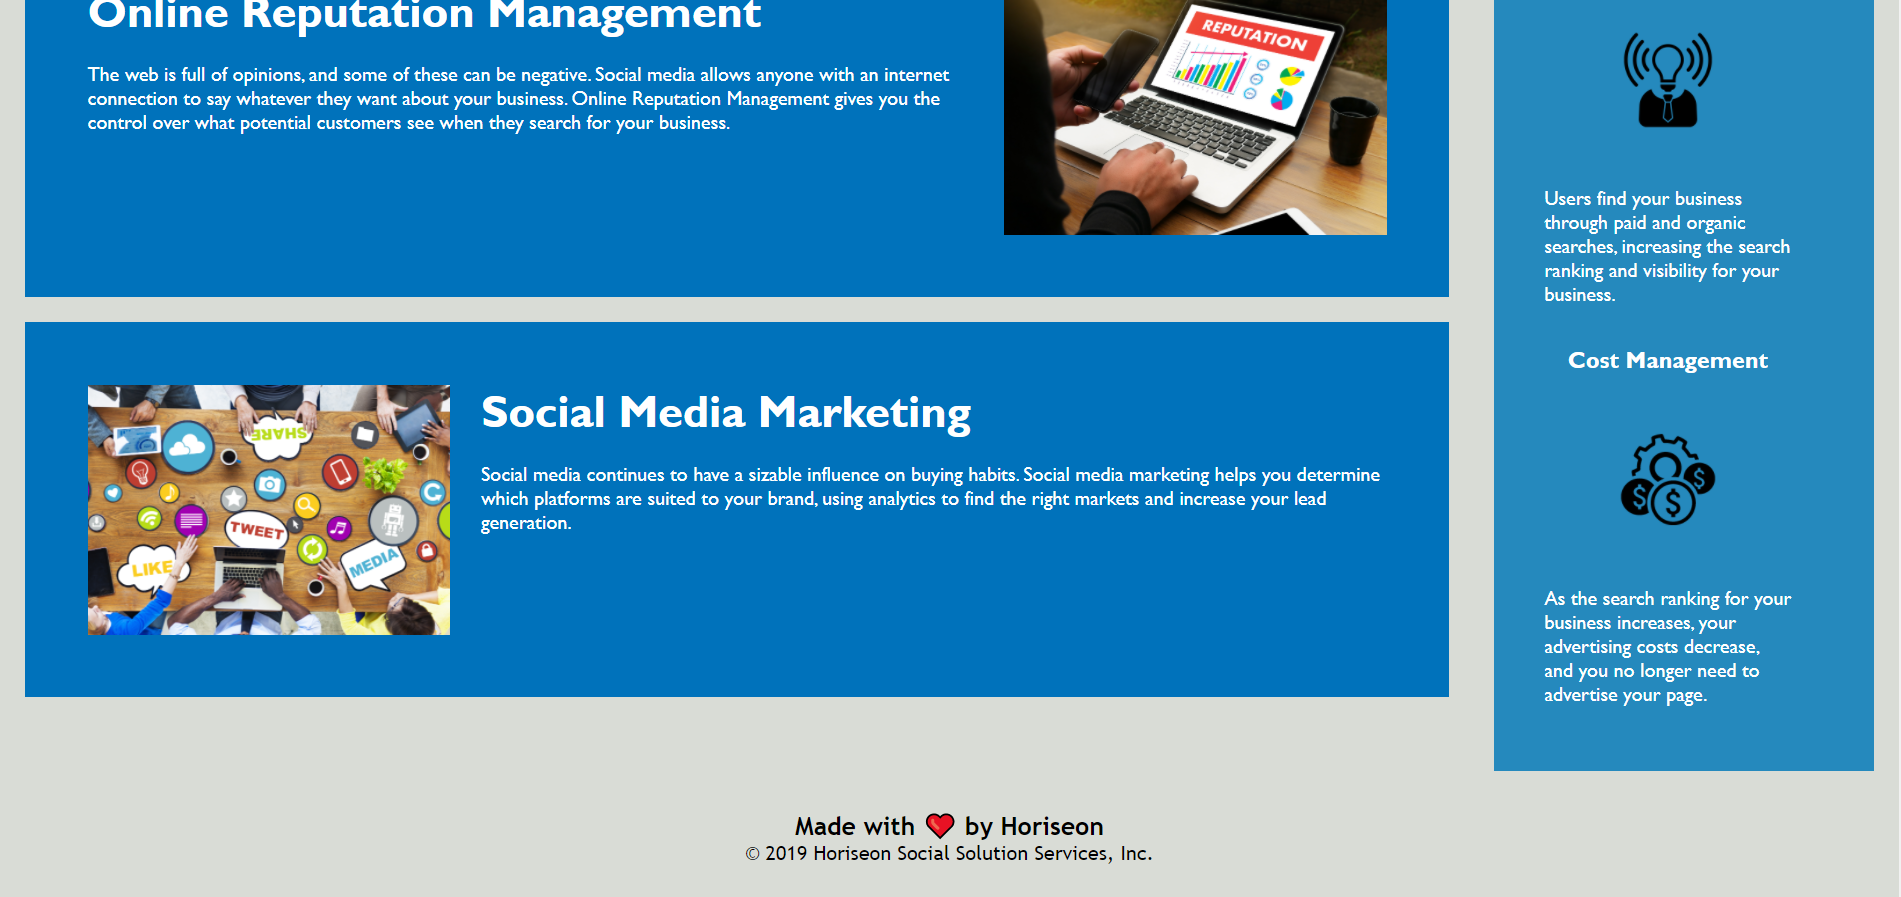 Online Reputation Management
The web is full of opinions, and some of these can be negative. Social media allows anyone with an internet
connection to say whatever they want about your business. Online Reputation Management gives you the
control over what potential customers see when they search for your business.
REPUTATION
Social Media Marketing
Social media continues to have a sizable influence on buying habits. Social media marketing helps you determine
which platforms are suited to your brand, using analytics to find the right markets and increase your lead
generation.
SHARE
TWEET
LIKE
MEDIA
Users find your business
through paid and organic
searches, increasing the search
ranking and visibility for your
business.
Cost Management
$ $ $
As the search ranking for your
business increases, your
advertising costs decrease,
and you no longer need to
advertise your page.
Made with ❤ by Horiseon
© 2019 Horiseon Social Solution Services, Inc.